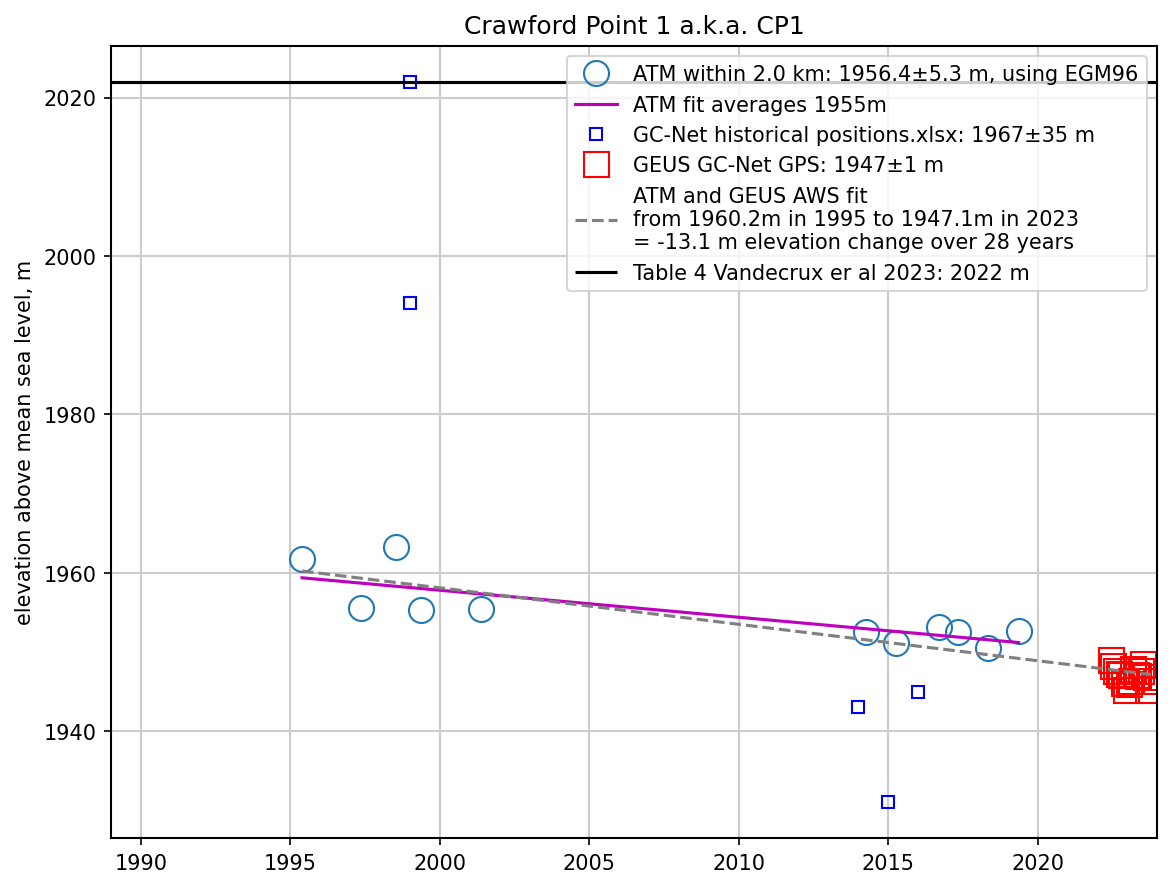 Crawford Point 1 a.k.a. CP1
ATM within 2.0 km: 1956.4±5.3 m, using EGM96
ATM fit averages 1955m
GC-Net historical positions.xlsx: 1967±35 m
GEUS GC-Net GPS: 1947±1 m
ATM and GEUS AWS fit
from 1960.2m in 1995 to 1947.1m in 2023
= -13.1 m elevation change over 28 years
Table 4 Vandecrux er al 2023: 2022 m
elevation above mean sea level, m
2020
2000
1980
1960
1940
1990 1995 2000 2005 2010 2015 2020